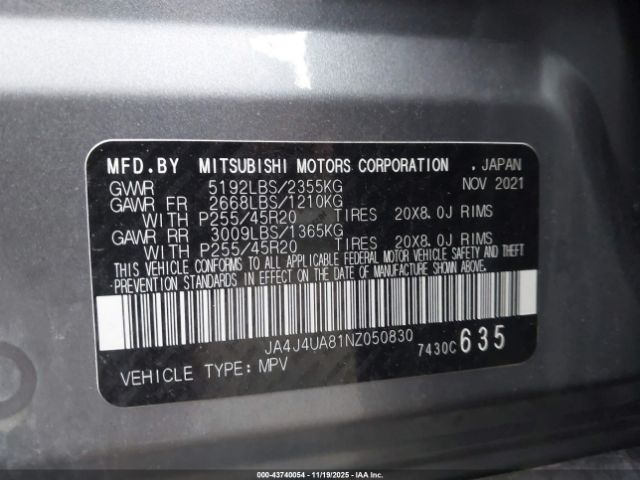 MFD.BY MITSUBISHI MOTORS CORPORATION , JAPAN
GVWR 5192LBS/2355KG NOV 2021
GAWR FR 2668LBS/1210KG
WITH P255/45R20 TIRES 20X8.0J RIMS
GAWR RR 3009LBS/1365KG
WITH P255/45R20 TIRES 20X8.0J RIMS
THIS VEHICLE CONFORMS TO ALL APPLICABLE FEDERAL MOTOR VEHICLE SAFETY AND THEFT
PREVENTION STANDARDS IN EFFECT ON THE DATE OF MANUFACTURE SHOWN ABOVE.
JA4J4UA81NZ050830 7430C 635
VEHICLE TYPE: MPV
000-43740054 - 11/19/2025 - IAA, Inc.